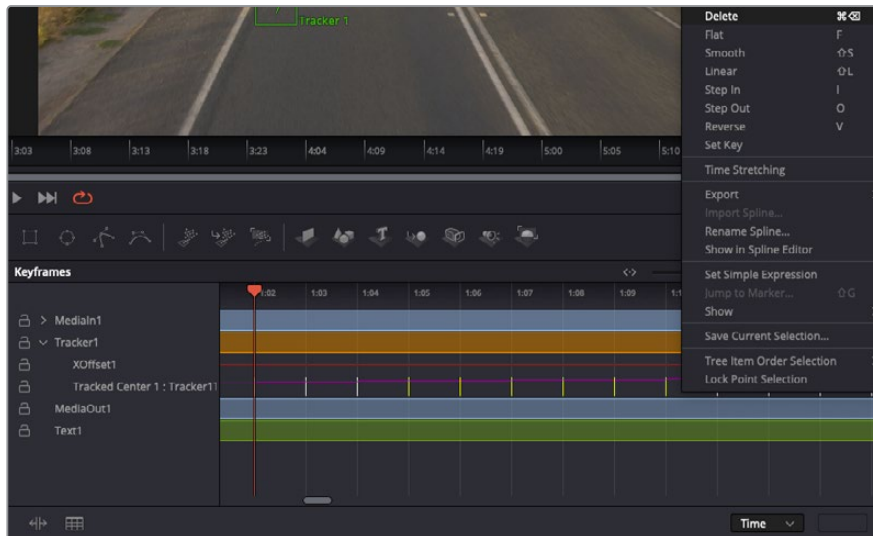 Tracker 1
Delete ⌘⌫
Flat F
Smooth ⇧S
Linear ⇧L
Step In I
Step Out O
Reverse V
Set Key
Time Stretching
Export
Import Spline...
Rename Spline...
Show in Spline Editor
Set Simple Expression
Jump to Marker... ⇧G
Show
Save Current Selection...
Tree Item Order Selection
Lock Point Selection
3:03 3:08 3:13 3:18 3:23 4:04 4:09 4:14 4:19 5:00 5:05 5:10
Keyframes
1:02 1:03 1:04 1:05 1:06 1:07 1:08 1:09
MediaIn1
Tracker1
XOffset1
Tracked Center 1 : Tracker1
MediaOut1
Text1
Time